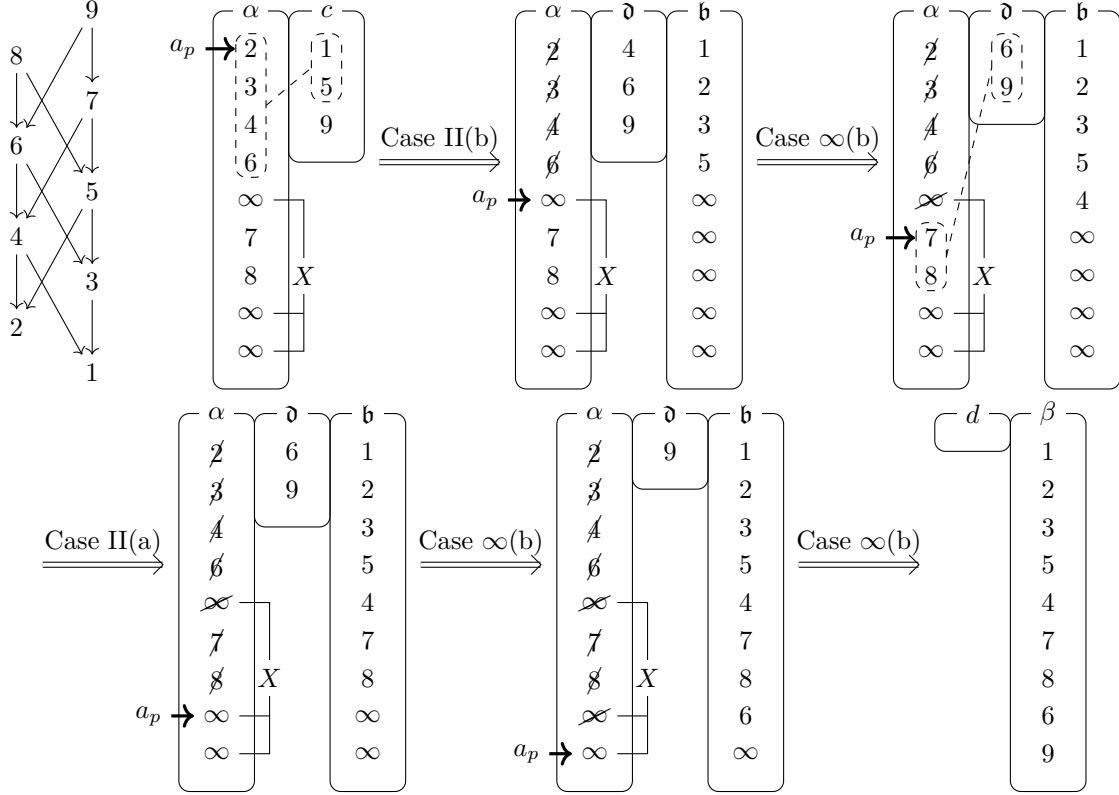 9
8
7
6
5
4
3
2
1
α c
a_p 2 1
3 5
4 9
6
∞
7
8 X
∞
∞
Case II(b)
α 𝔡 𝔟
2 4 1
3 6 2
4 9 3
6 5
a_p ∞ ∞
7 ∞
8 X ∞
∞ ∞
∞ ∞
Case ∞(b)
α 𝔡 𝔟
2 6 1
3 9 2
4 3
6 5
∞ 4
a_p 7 ∞
8 X ∞
∞ ∞
∞ ∞
Case II(a)
α 𝔡 𝔟
2 6 1
3 9 2
4 3
6 5
∞ 4
7 7
8 X 8
a_p ∞ ∞
∞ ∞
Case ∞(b)
α 𝔡 𝔟
2 9 1
3 2
4 3
6 5
∞ 4
7 7
8 X 8
∞ 6
a_p ∞ ∞
Case ∞(b)
d β
1
2
3
5
4
7
8
6
9